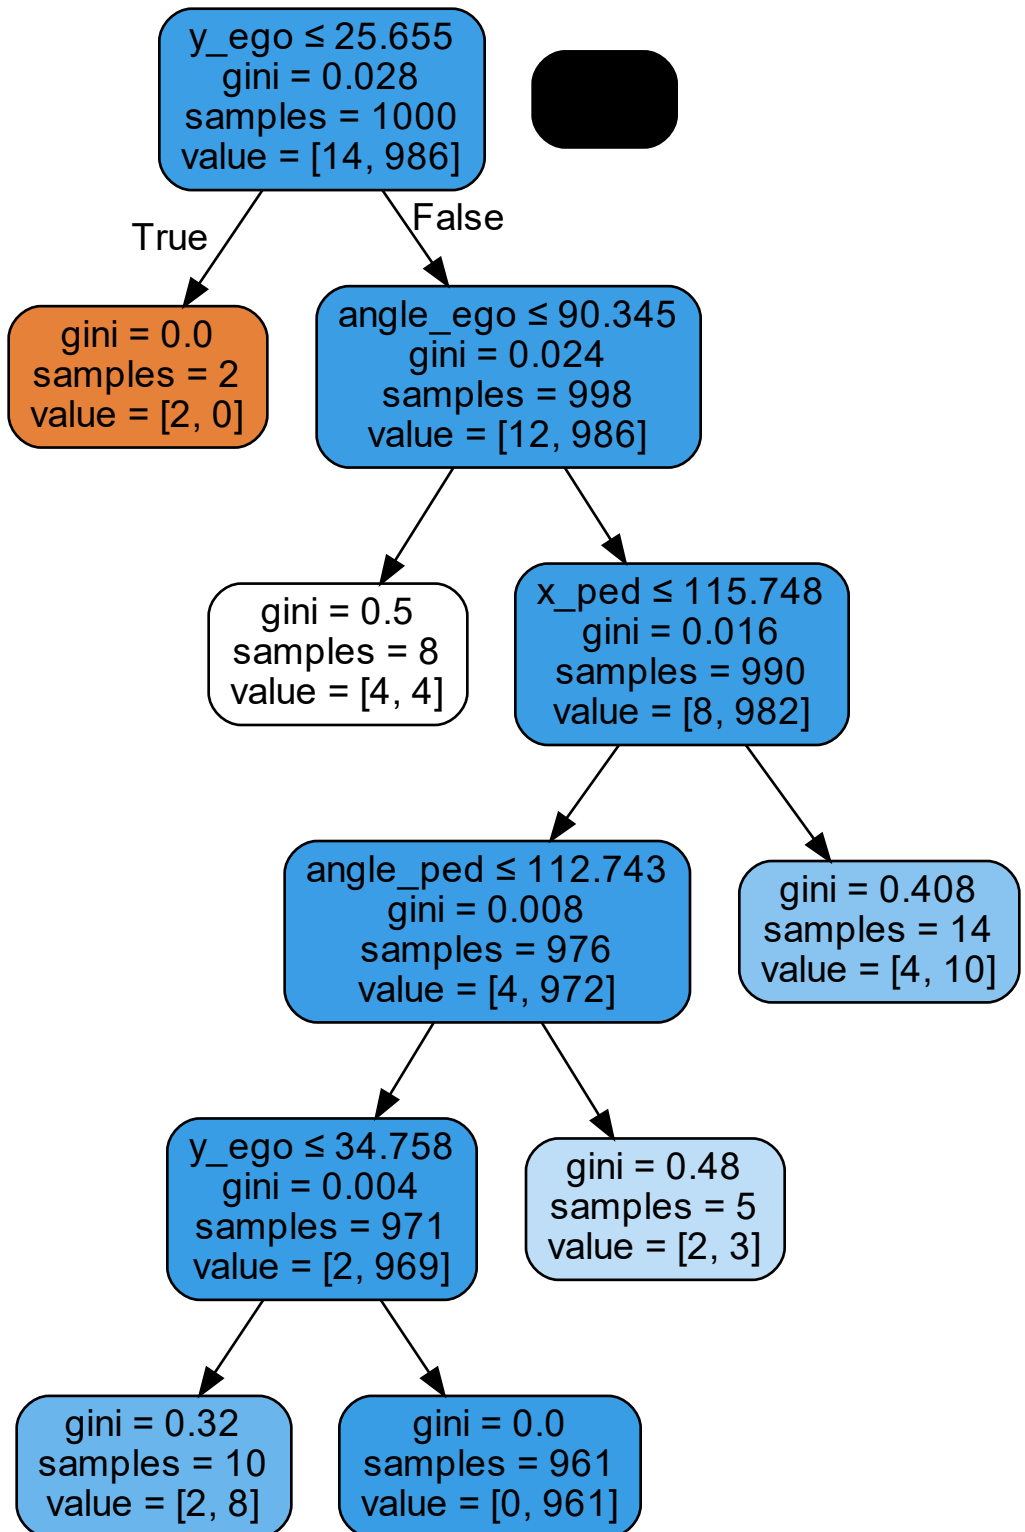 y_ego ≤ 25.655
gini = 0.028
samples = 1000
value = [14, 986]
True
False
gini = 0.0
samples = 2
value = [2, 0]
angle_ego ≤ 90.345
gini = 0.024
samples = 998
value = [12, 986]
gini = 0.5
samples = 8
value = [4, 4]
x_ped ≤ 115.748
gini = 0.016
samples = 990
value = [8, 982]
angle_ped ≤ 112.743
gini = 0.008
samples = 976
value = [4, 972]
gini = 0.408
samples = 14
value = [4, 10]
y_ego ≤ 34.758
gini = 0.004
samples = 971
value = [2, 969]
gini = 0.48
samples = 5
value = [2, 3]
gini = 0.32
samples = 10
value = [2, 8]
gini = 0.0
samples = 961
value = [0, 961]